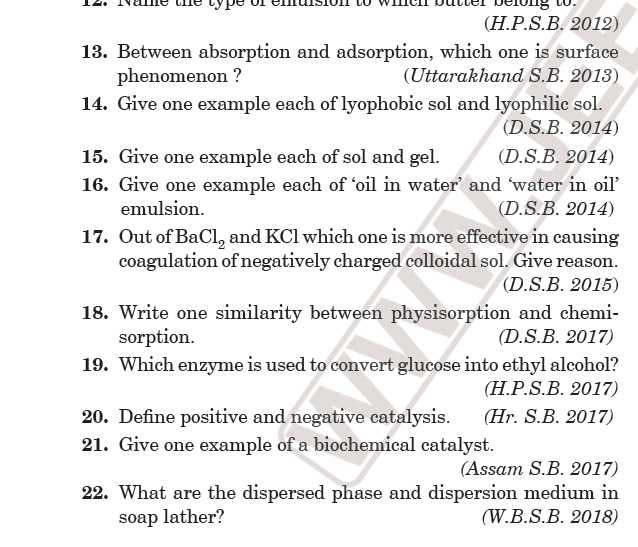 12. Name the type of emulsion to which butter belong to.
(H.P.S.B. 2012)
13. Between absorption and adsorption, which one is surface
phenomenon ? (Uttarakhand S.B. 2013)
14. Give one example each of lyophobic sol and lyophilic sol.
(D.S.B. 2014)
15. Give one example each of sol and gel. (D.S.B. 2014)
16. Give one example each of ‘oil in water’ and ‘water in oil’
emulsion. (D.S.B. 2014)
17. Out of BaCl₂ and KCl which one is more effective in causing
coagulation of negatively charged colloidal sol. Give reason.
(D.S.B. 2015)
18. Write one similarity between physisorption and chemi-
sorption. (D.S.B. 2017)
19. Which enzyme is used to convert glucose into ethyl alcohol?
(H.P.S.B. 2017)
20. Define positive and negative catalysis. (Hr. S.B. 2017)
21. Give one example of a biochemical catalyst.
(Assam S.B. 2017)
22. What are the dispersed phase and dispersion medium in
soap lather? (W.B.S.B. 2018)
WWW.JEE